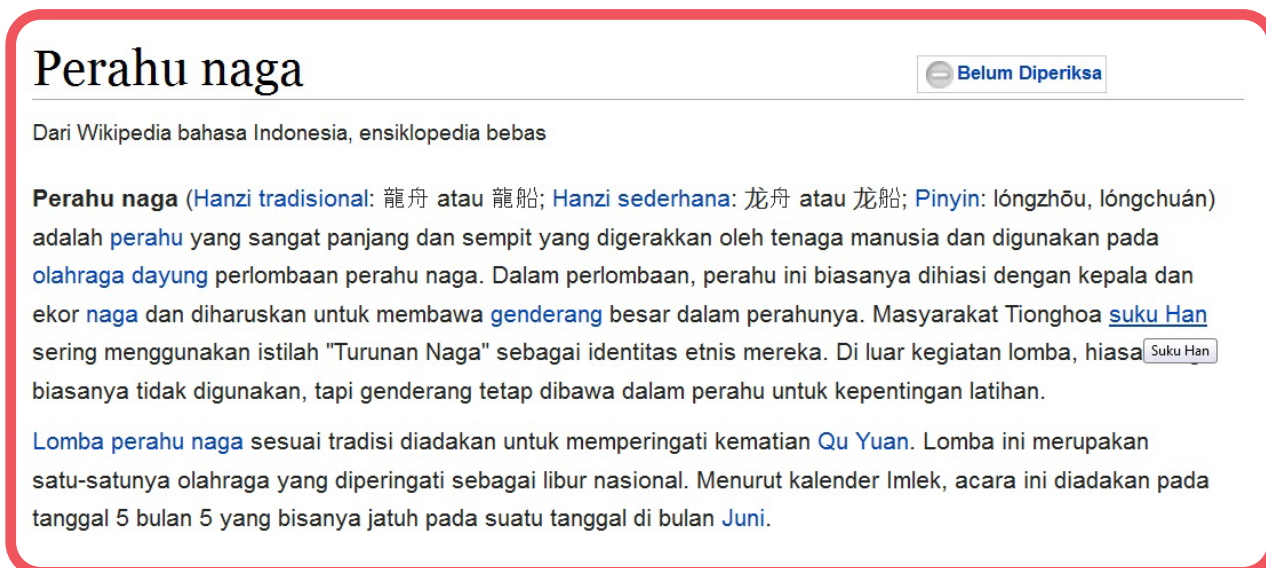 Perahu naga
Belum Diperiksa
Dari Wikipedia bahasa Indonesia, ensiklopedia bebas
Perahu naga (Hanzi tradisional: 龍舟 atau 龍船; Hanzi sederhana: 龙舟 atau 龙船; Pinyin: lóngzhōu, lóngchuán)
adalah perahu yang sangat panjang dan sempit yang digerakkan oleh tenaga manusia dan digunakan pada
olahraga dayung perlombaan perahu naga. Dalam perlombaan, perahu ini biasanya dihiasi dengan kepala dan
ekor naga dan diharuskan untuk membawa genderang besar dalam perahunya. Masyarakat Tionghoa suku Han
sering menggunakan istilah "Turunan Naga" sebagai identitas etnis mereka. Di luar kegiatan lomba, Suku Han
biasanya tidak digunakan, tapi genderang tetap dibawa dalam perahu untuk kepentingan latihan.
Lomba perahu naga sesuai tradisi diadakan untuk memperingati kematian Qu Yuan. Lomba ini merupakan
satu-satunya olahraga yang diperingati sebagai libur nasional. Menurut kalender Imlek, acara ini diadakan pada
tanggal 5 bulan 5 yang bisanya jatuh pada suatu tanggal di bulan Juni.